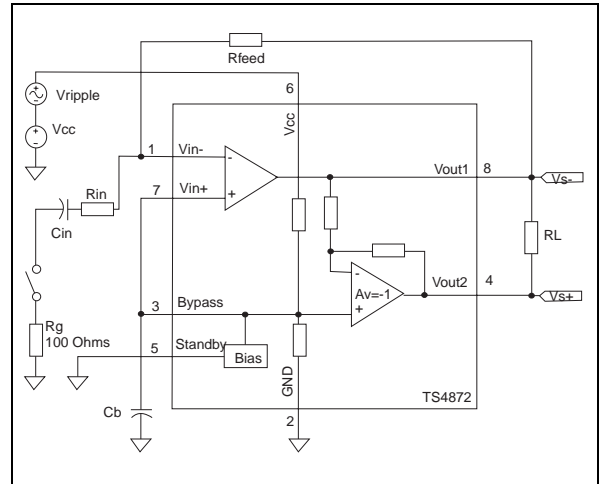 Rfeed
6
Vripple
Vcc
Vcc
1
Vin-
-
Vout1
8
Vs-
7
Vin+
+
Rin
Cin
RL
-
Av=-1
+
Vout2
4
Vs+
3
Bypass
Rg
100 Ohms
5
Standby
Bias
GND
TS4872
Cb
2